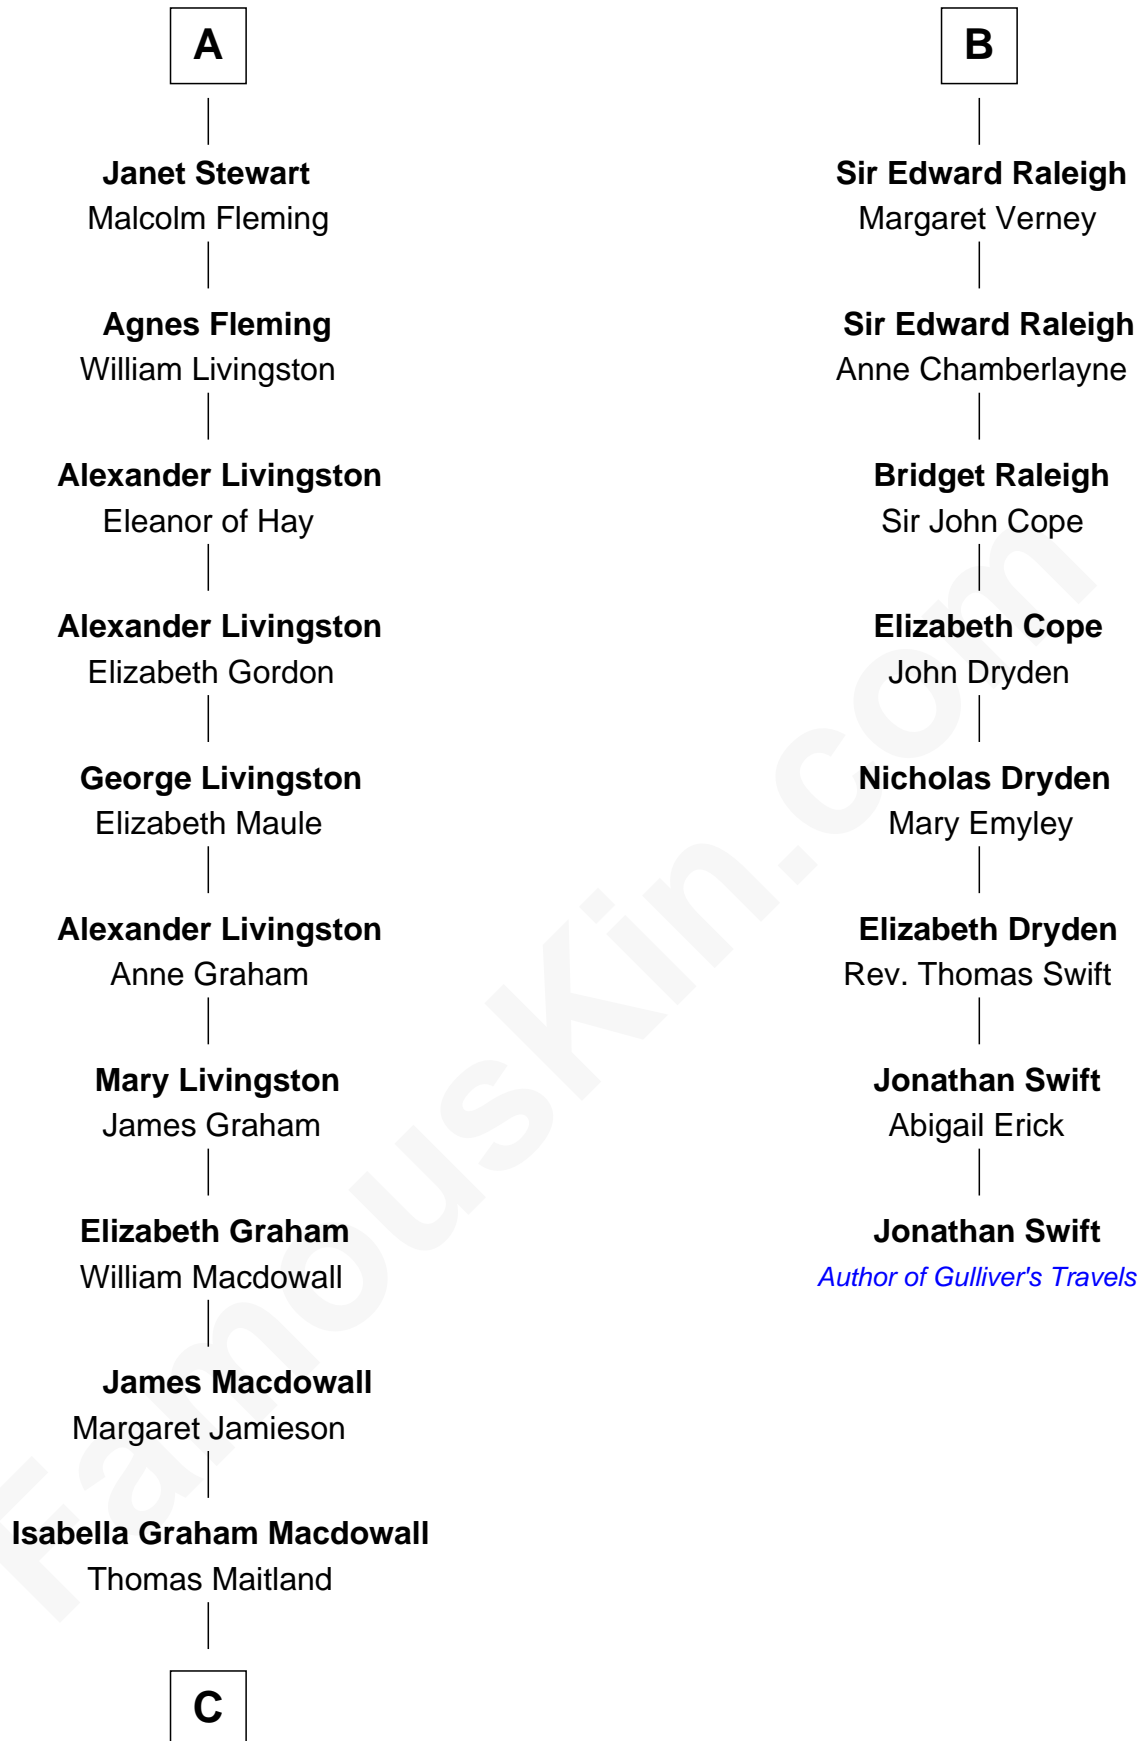 A
Janet Stewart
Malcolm Fleming
Agnes Fleming
William Livingston
Alexander Livingston
Eleanor of Hay
Alexander Livingston
Elizabeth Gordon
George Livingston
Elizabeth Maule
Alexander Livingston
Anne Graham
Mary Livingston
James Graham
Elizabeth Graham
William Macdowall
James Macdowall
Margaret Jamieson
Isabella Graham Macdowall
Thomas Maitland
C
B
Sir Edward Raleigh
Margaret Verney
Sir Edward Raleigh
Anne Chamberlayne
Bridget Raleigh
Sir John Cope
Elizabeth Cope
John Dryden
Nicholas Dryden
Mary Emyley
Elizabeth Dryden
Rev. Thomas Swift
Jonathan Swift
Abigail Erick
Jonathan Swift
Author of Gulliver's Travels
FamousKin.com